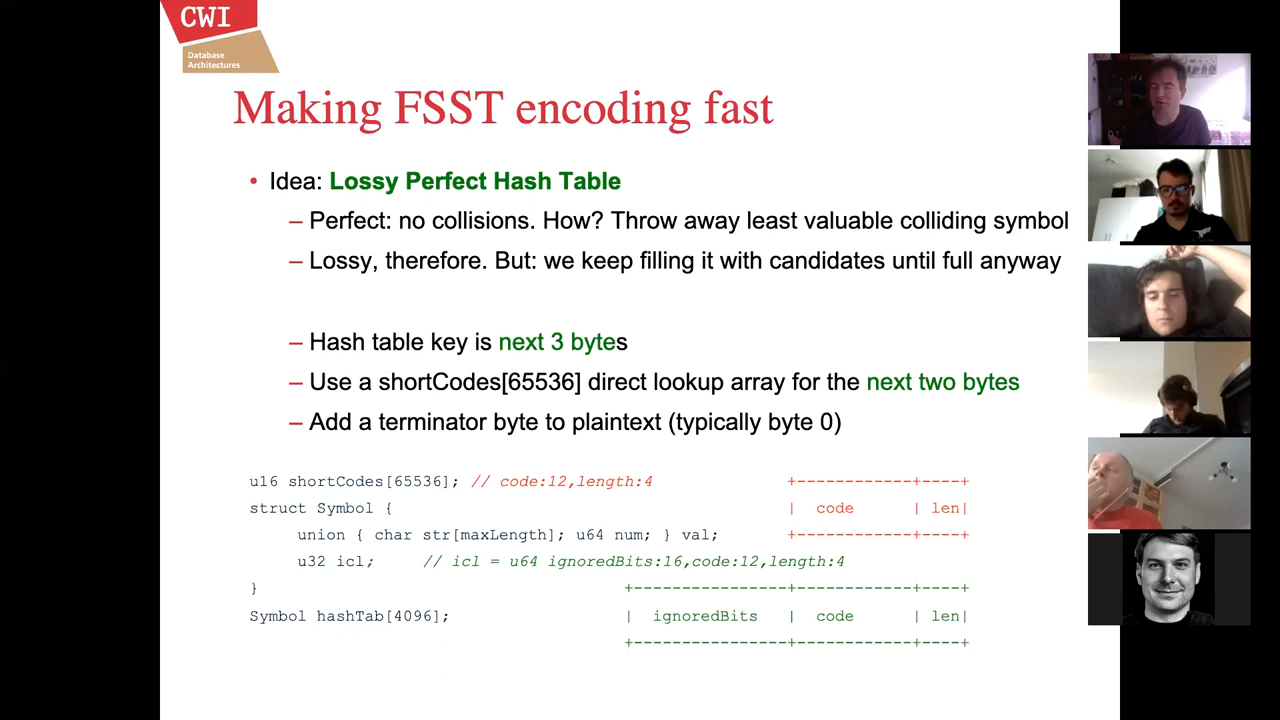 CWI
Database
Architectures
Making FSST encoding fast
• Idea: Lossy Perfect Hash Table
– Perfect: no collisions. How? Throw away least valuable colliding symbol
– Lossy, therefore. But: we keep filling it with candidates until full anyway
– Hash table key is next 3 bytes
– Use a shortCodes[65536] direct lookup array for the next two bytes
– Add a terminator byte to plaintext (typically byte 0)
u16 shortCodes[65536]; // code:12,length:4 +------------+----+
struct Symbol { | code | len|
union { char str[maxLength]; u64 num; } val; +------------+----+
u32 icl; // icl = u64 ignoredBits:16,code:12,length:4
} +----------------+------------+----+
Symbol hashTab[4096]; | ignoredBits | code | len|
+----------------+------------+----+